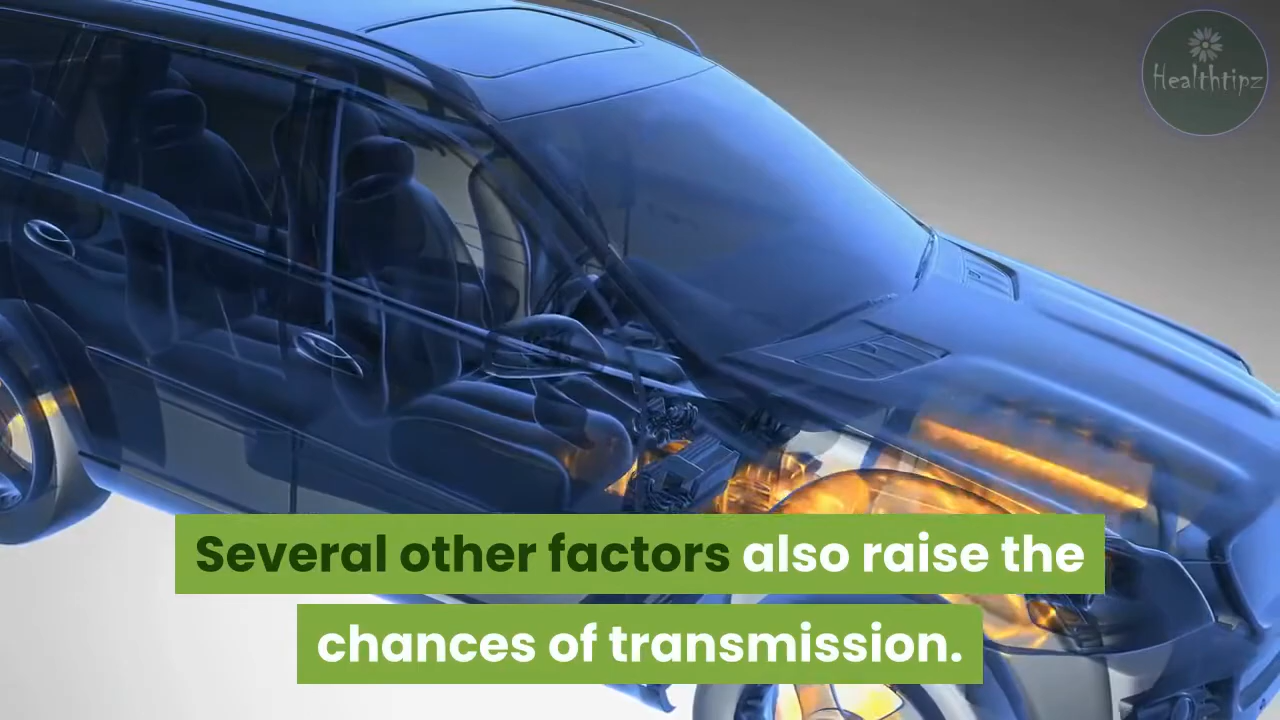 Healthtipz
Several other factors also raise the
chances of transmission.